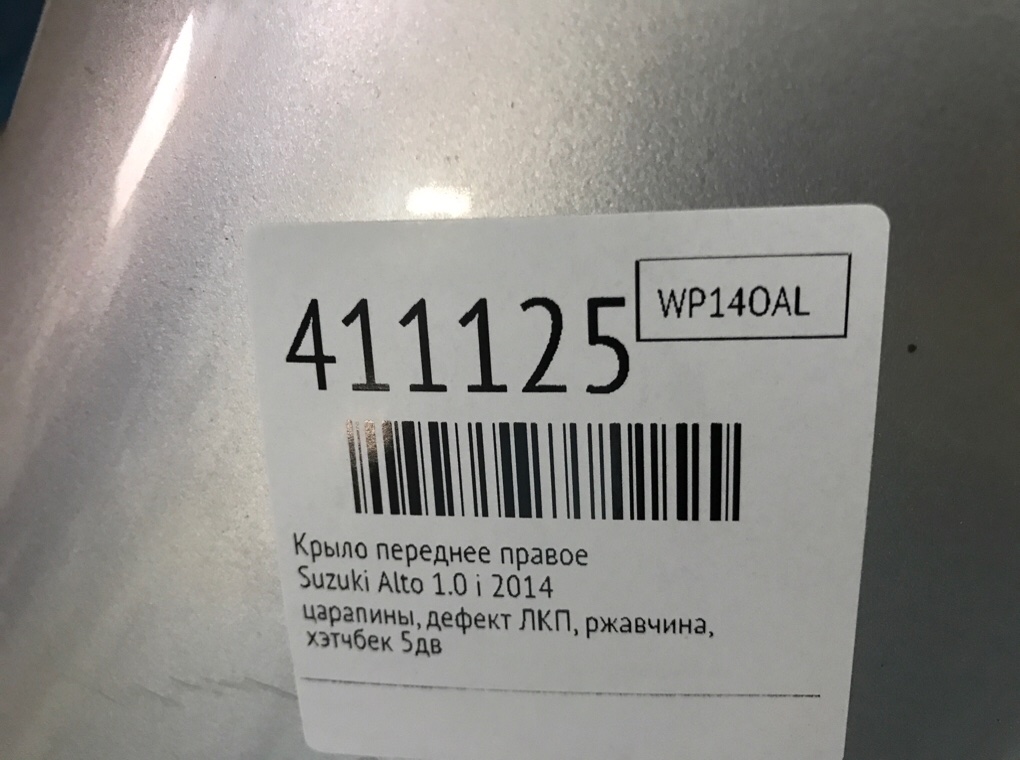 411125
WP140AL
Крыло переднее правое
Suzuki Alto 1.0 i 2014
царапины, дефект ЛКП, ржавчина,
хэтчбек 5дв